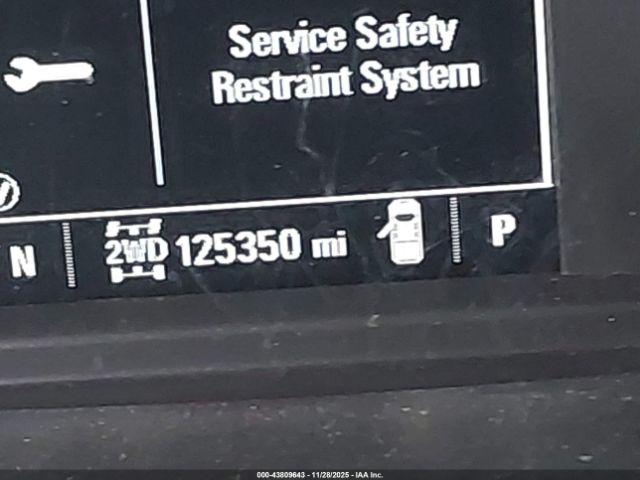 Service Safety
Restraint System
N
2WD 125350 mi
P
000-43809643 - 11/28/2025 - IAA Inc.